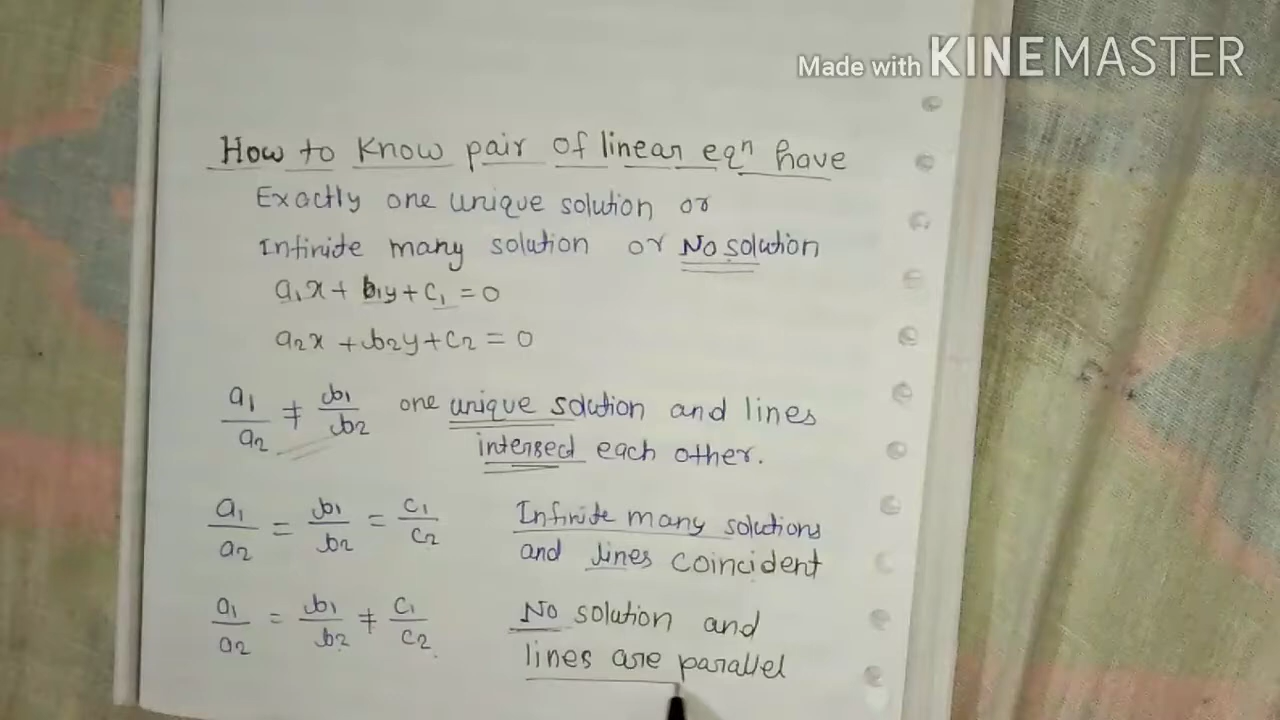 Made with KINEMASTER
How to Know pair of linear eqⁿ have
Exactly one unique solution or
Infinite many solution or No solution
a₁x + b₁y + c₁ = 0
a₂x + b₂y + c₂ = 0
a₁/a₂ ≠ b₁/b₂ one unique solution and lines
intersect each other.
a₁/a₂ = b₁/b₂ = c₁/c₂ Infinite many solutions
and lines coincident
a₁/a₂ = b₁/b₂ ≠ c₁/c₂ No solution and
lines are parallel